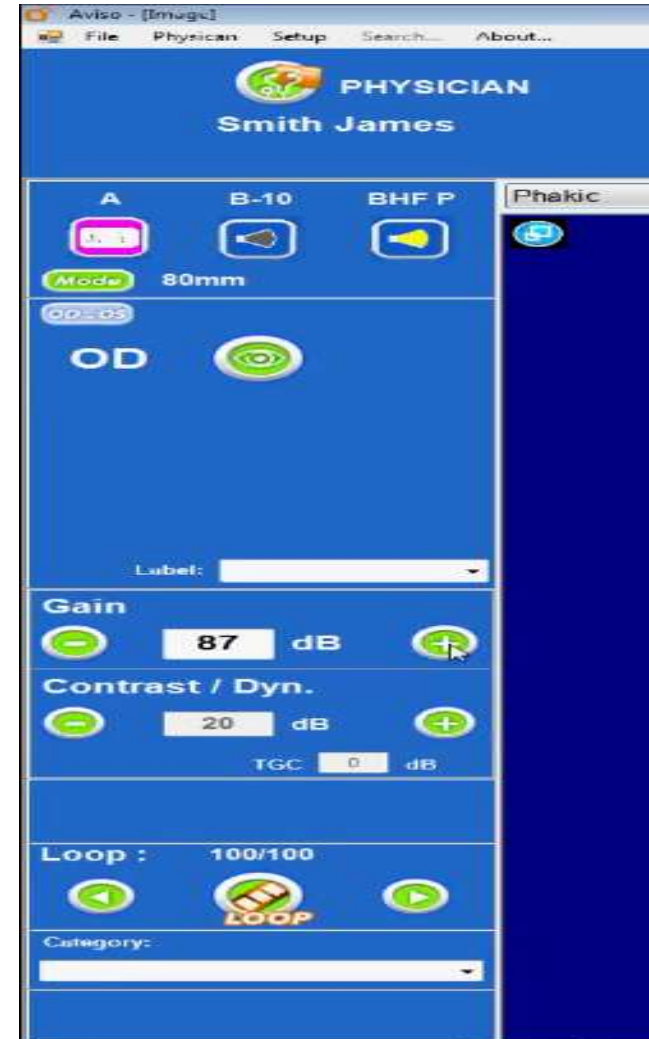 Aviso - [Image]
File Physican Setup Search... About...
PHYSICIAN
Smith James
A B-10 BHF P
Mode 80mm
OD - OS
OD
Label:
Gain
87 dB
Contrast / Dyn.
20 dB
TGC 0 dB
Loop : 100/100
LOOP
Category:
Phakic